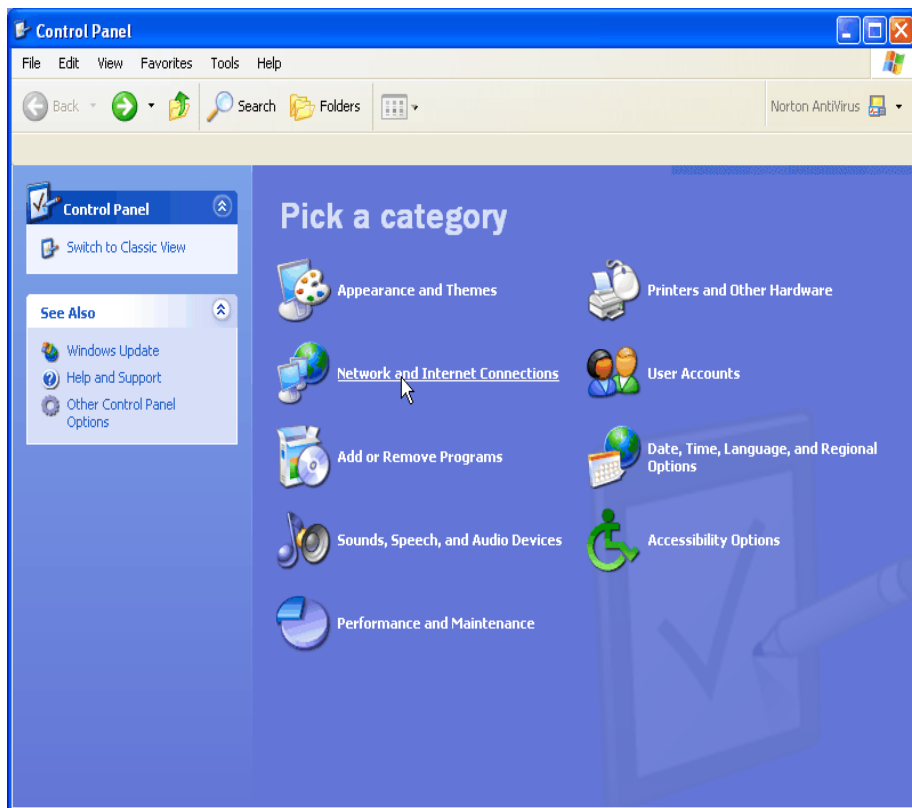 Control Panel
File Edit View Favorites Tools Help
Back Search Folders Norton AntiVirus
Control Panel
Switch to Classic View
See Also
Windows Update
Help and Support
Other Control Panel
Options
Pick a category
Appearance and Themes
Printers and Other Hardware
Network and Internet Connections
User Accounts
Add or Remove Programs
Date, Time, Language, and Regional
Options
Sounds, Speech, and Audio Devices
Accessibility Options
Performance and Maintenance